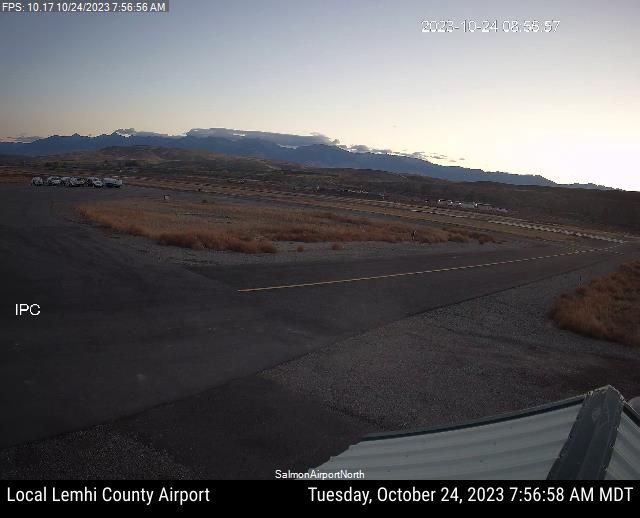 FPS: 10.17 10/24/2023 7:56:56 AM
2023-10-24 08:56:57
IPC
SalmonAirportNorth
Local Lemhi County Airport
Tuesday, October 24, 2023 7:56:58 AM MDT